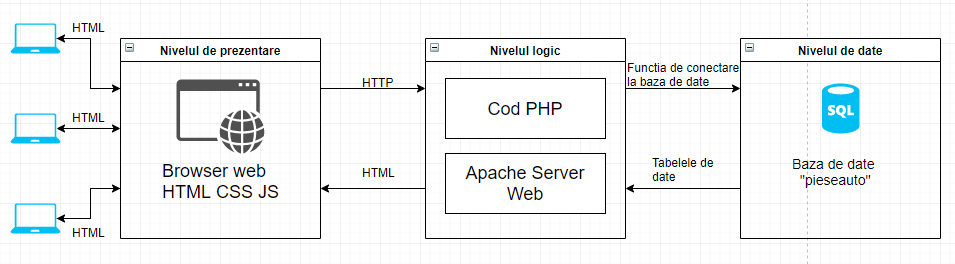 HTML
HTML
HTML
Nivelul de prezentare
Browser web
HTML CSS JS
HTTP
HTML
Nivelul logic
Cod PHP
Apache Server
Web
Functia de conectare
la baza de date
Tabelele de
date
Nivelul de date
SQL
Baza de date
"pieseauto"